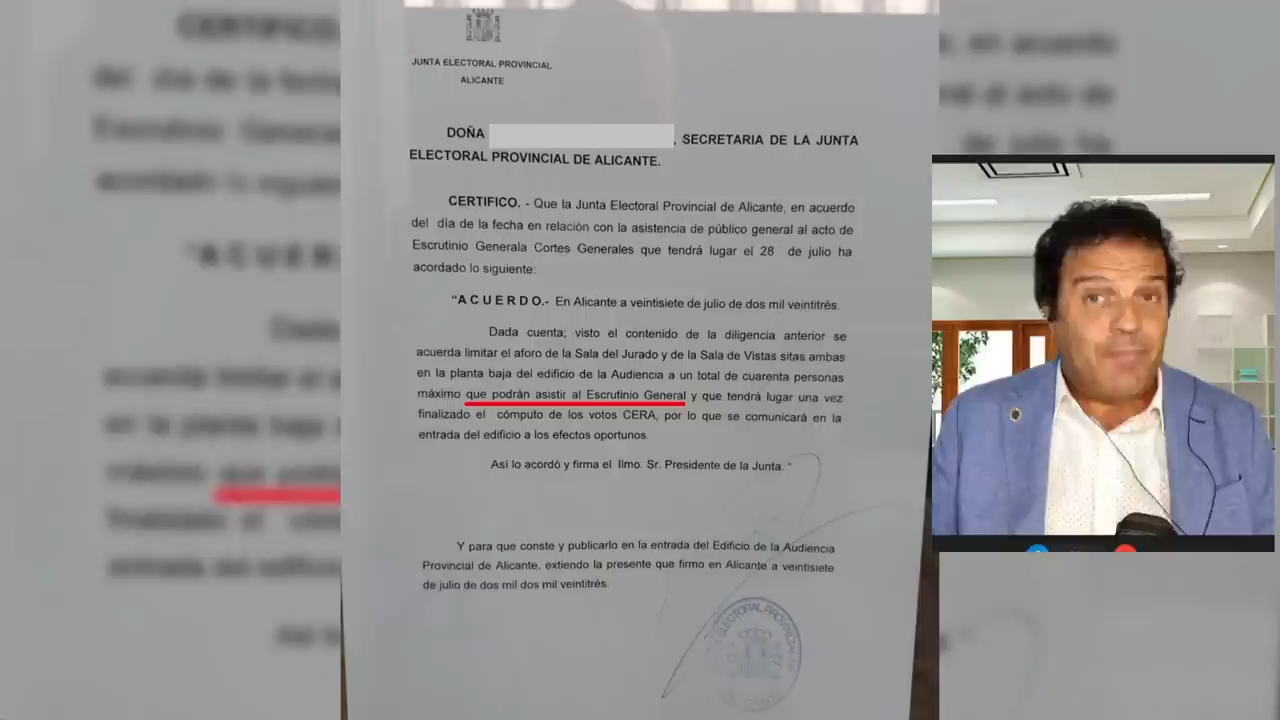 JUNTA ELECTORAL PROVINCIAL
ALICANTE
DOÑA , SECRETARIA DE LA JUNTA
ELECTORAL PROVINCIAL DE ALICANTE.
CERTIFICO. - Que la Junta Electoral Provincial de Alicante, en acuerdo
del día de la fecha en relación con la asistencia de público general al acto de
Escrutinio Generala Cortes Generales que tendrá lugar el 28 de julio ha
acordado lo siguiente:
"A C U E R D O.- En Alicante a veintisiete de julio de dos mil veintitrés.
Dada cuenta; visto el contenido de la diligencia anterior se
acuerda limitar el aforo de la Sala del Jurado y de la Sala de Vistas sitas ambas
en la planta baja del edificio de la Audiencia a un total de cuarenta personas
máximo que podrán asistir al Escrutinio General y que tendrá lugar una vez
finalizado el cómputo de los votos CERA, por lo que se comunicará en la
entrada del edificio a los efectos oportunos.
Así lo acordó y firma el Ilmo. Sr. Presidente de la Junta. "
Y para que conste y publicarlo en la entrada del Edificio de la Audiencia
Provincial de Alicante, extiendo la presente que firmo en Alicante a veintisiete
de julio de dos mil dos mil veintitrés.
ELECTORAL PROVINCIAL